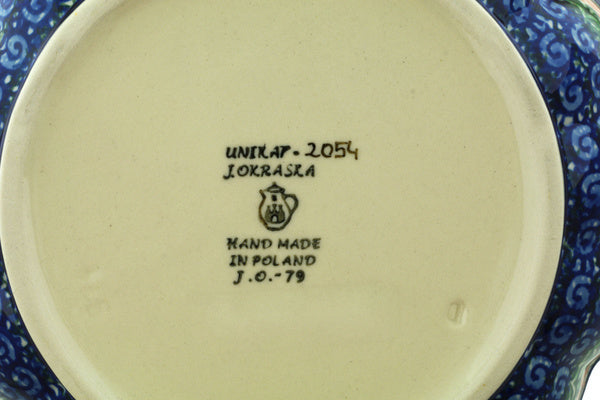 UNIKAT - 2054
J.OKRASKA
HAND MADE
IN POLAND
J.O.-79